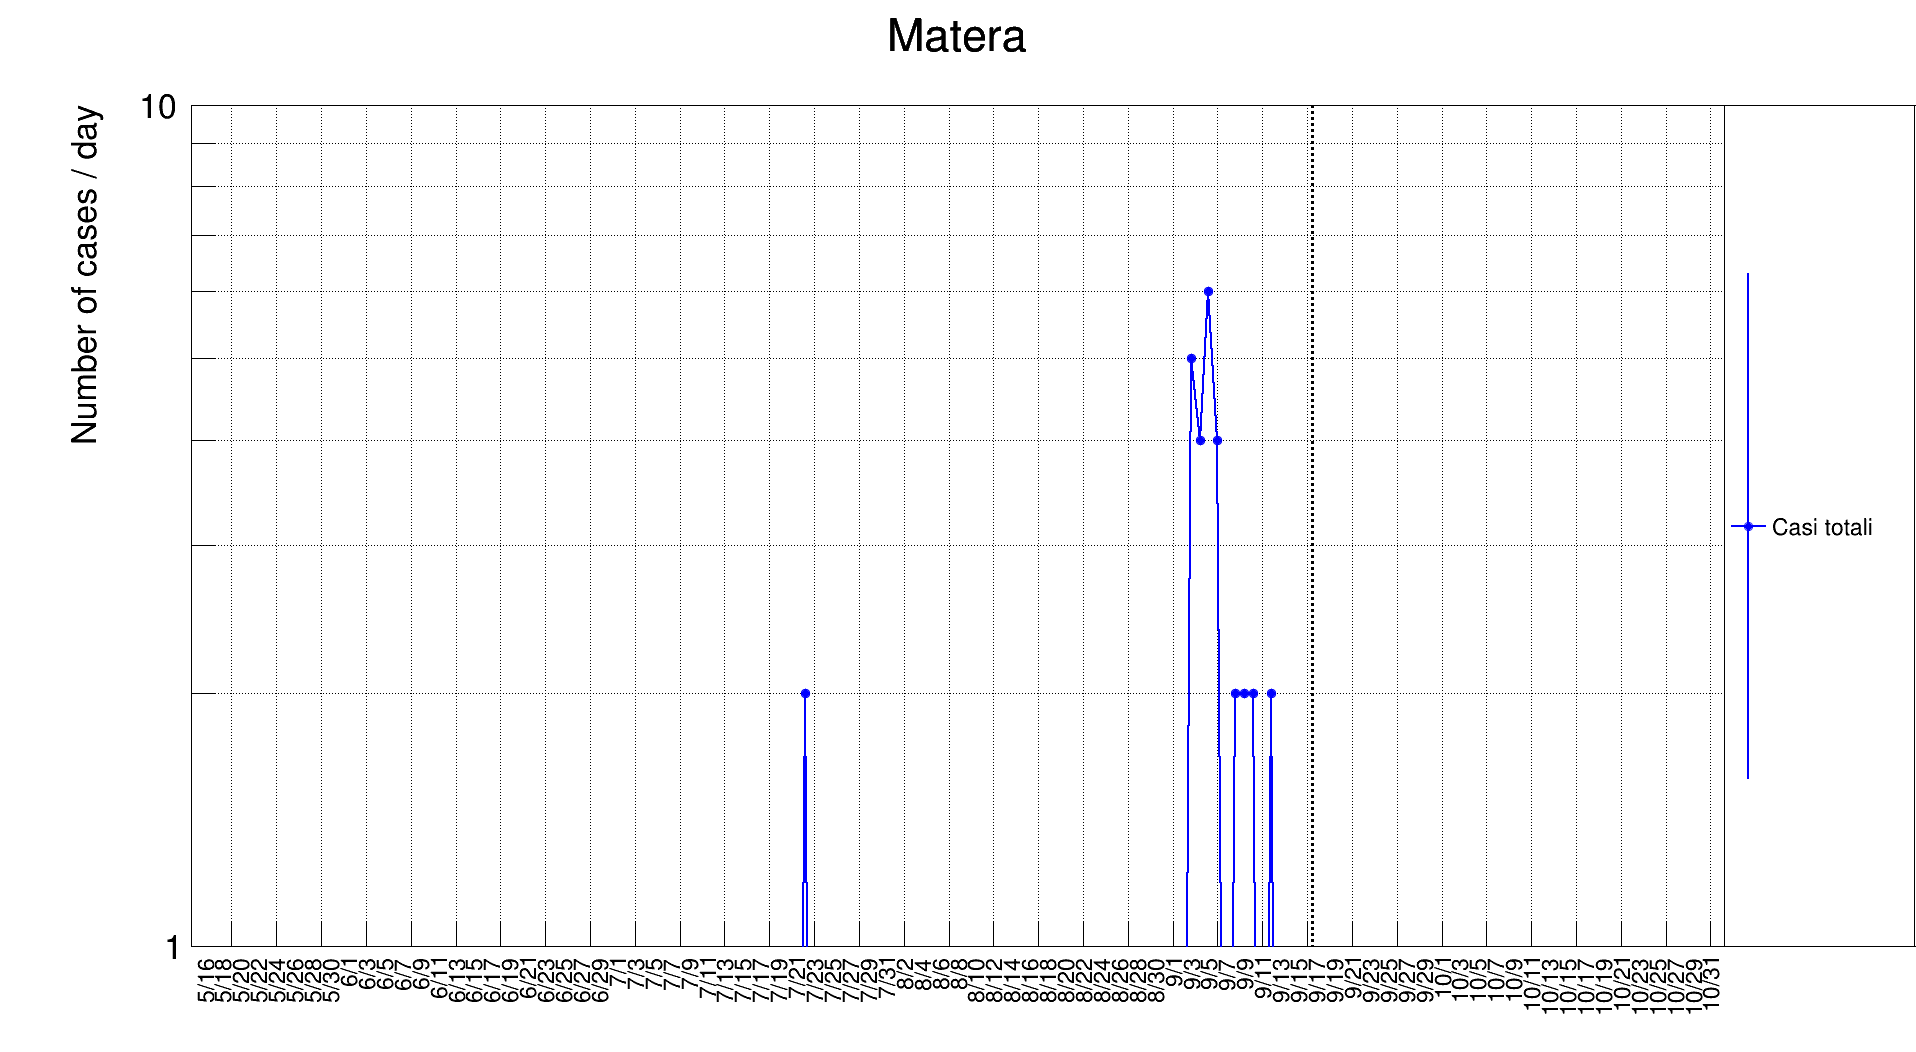 Matera
Number of cases / day
10
1
5/16 5/18 5/20 5/22 5/24 5/26 5/28 5/30 6/1 6/3 6/5 6/7 6/9 6/11 6/13 6/15 6/17 6/19 6/21 6/23 6/25 6/27 6/29 7/1 7/3 7/5 7/7 7/9 7/11 7/13 7/15 7/17 7/19 7/21 7/23 7/25 7/27 7/29 7/31 8/2 8/4 8/6 8/8 8/10 8/12 8/14 8/16 8/18 8/20 8/22 8/24 8/26 8/28 8/30 9/1 9/3 9/5 9/7 9/9 9/11 9/13 9/15 9/17 9/19 9/21 9/23 9/25 9/27 9/29 10/1 10/3 10/5 10/7 10/9 10/11 10/13 10/15 10/17 10/19 10/21 10/23 10/25 10/27 10/29 10/31
Casi totali